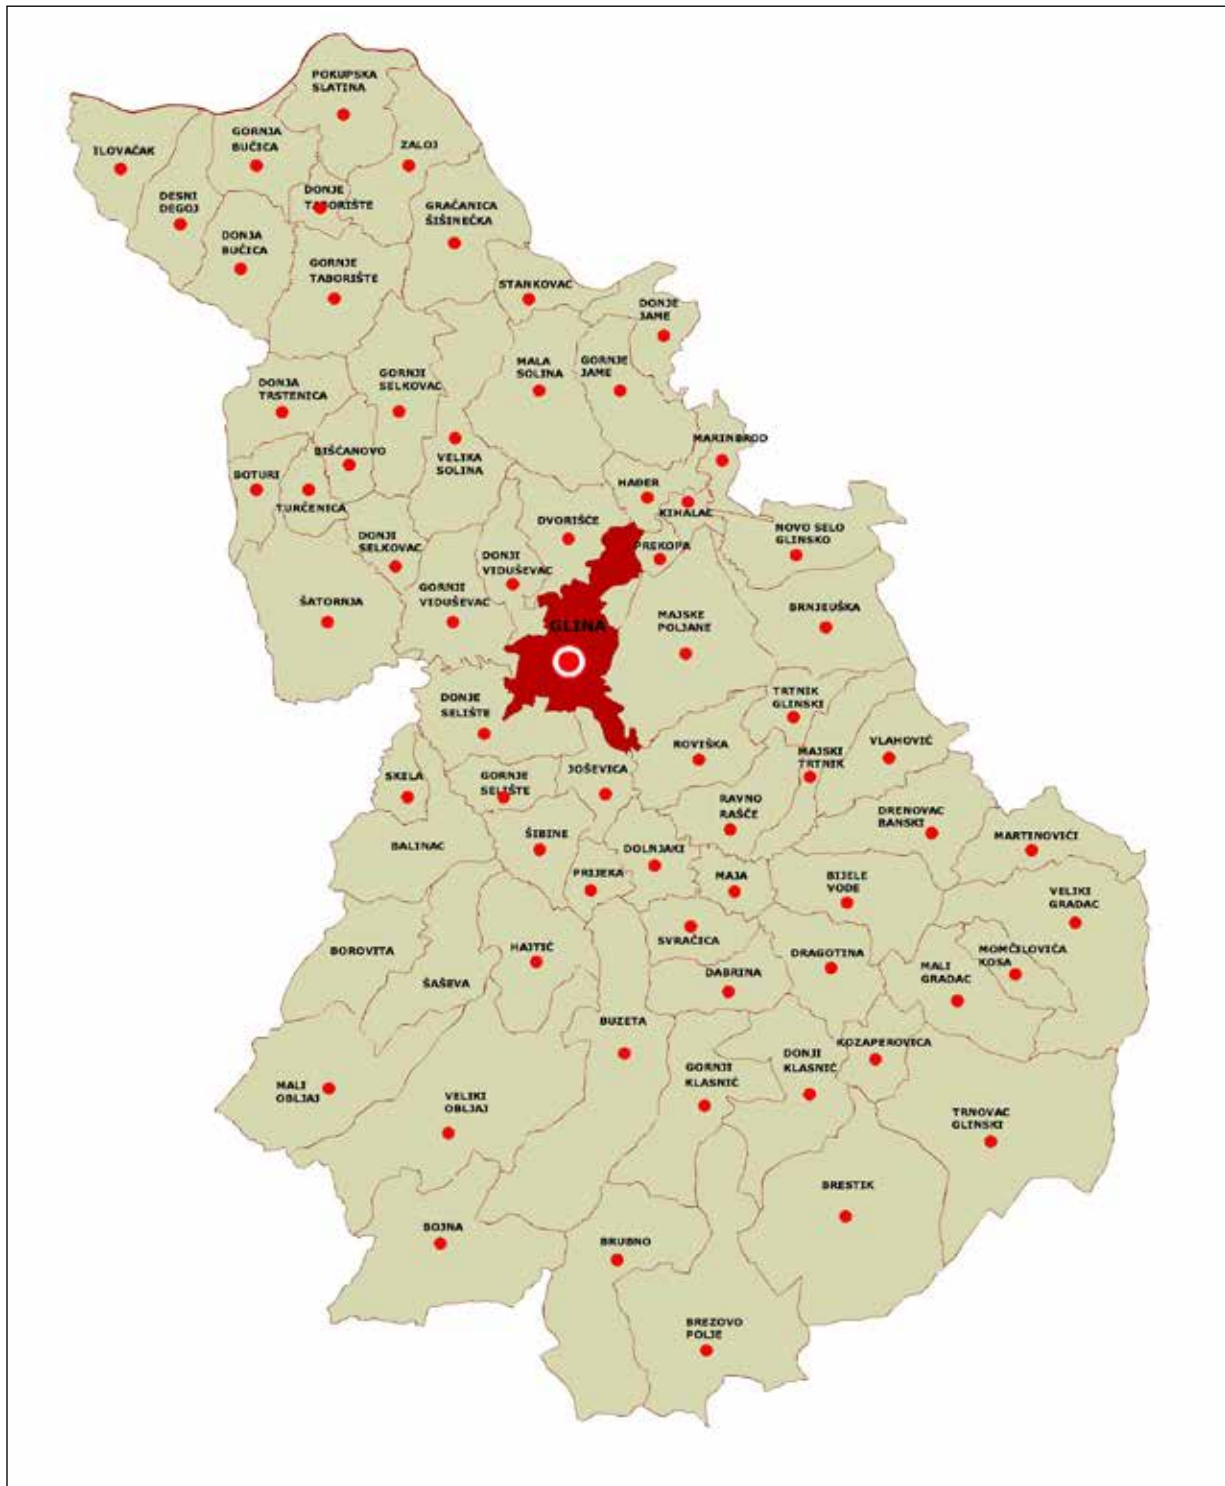 POKUPSKA
SLATINA
GORNJA
BUČICA
ZALOJ
ILOVAČAK
DESNI
DEGOJ
DONJE
TABORIŠTE
GRAČANICA
ŠIŠINEČKA
DONJA
BUČICA
GORNJE
TABORIŠTE
STANKOVAC
DONJE
JAME
MALA
SOLINA
GORNJE
JAME
GORNJI
SELKOVAC
DONJA
TRSTENICA
MARINBROD
BIŠĆANOVO
VELIKA
SOLINA
BOTURI
HAĐER
TURČENICA
KIHALAC
DVORIŠĆE
NOVO SELO
GLINSKO
DONJI
SELKOVAC
PREKOPA
DONJI
VIDUŠEVAC
GORNJI
VIDUŠEVAC
ŠATORNJA
BRNJEUŠKA
MAJSKE
POLJANE
GLINA
TRTNIK
GLINSKI
DONJE
SELIŠTE
ROVIŠKA
MAJSKI
TRTNIK
VLAHOVIĆ
SKELA
GORNJE
SELIŠTE
JOŠEVICA
RAVNO
RAŠĆE
DRENOVAC
BANSKI
MARTINOVIĆI
ŠIBINE
BALINAC
DOLNJAKI
PRIJEKA
MAJA
BIJELE
VODE
VELIKI
GRADAC
BOROVITA
HAJTIĆ
SVRAČICA
DRAGOTINA
MOMČILOVIĆA
KOSA
MALI
GRADAC
ŠAŠEVA
DABRINA
BUZETA
KOZAPEROVICA
DONJI
KLASNIĆ
GORNJI
KLASNIĆ
MALI
OBLJAJ
VELIKI
OBLJAJ
TRNOVAC
GLINSKI
BRESTIK
BOJNA
BRUBNO
BREZOVO
POLJE